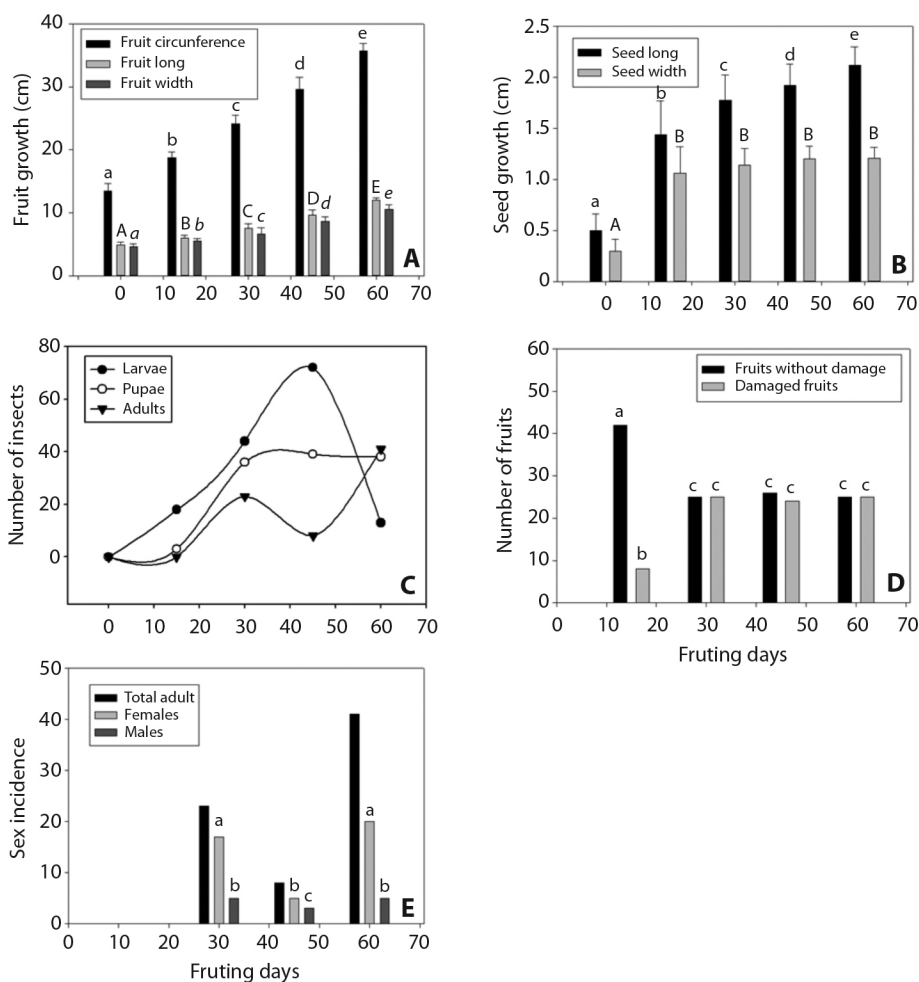 40
30
20
10
0
Fruit growth (cm)
Fruit circunference
Fruit long
Fruit width
a
b
c
d
e
A a
B b
C c
D d
E e
A
0 10 20 30 40 50 60 70
2.5
2.0
1.5
1.0
0.5
0
Seed growth (cm)
Seed long
Seed width
a
b
c
d
e
A
B
B
B
B
B
0 10 20 30 40 50 60 70
80
60
40
20
0
Number of insects
Larvae
Pupae
Adults
C
0 10 20 30 40 50 60 70
60
50
40
30
20
10
0
Number of fruits
Fruits without damage
Damaged fruits
a
b
c c
c c
c c
D
0 10 20 30 40 50 60 70
Fruting days
50
40
30
20
10
0
Sex incidence
Total adult
Females
Males
a
b
b
c
a
b
E
0 10 20 30 40 50 60 70
Fruting days